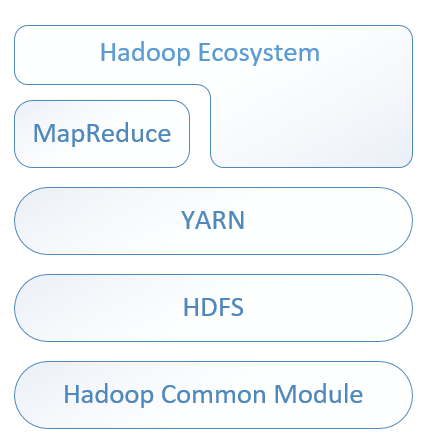 Hadoop Ecosystem
MapReduce
YARN
HDFS
Hadoop Common Module